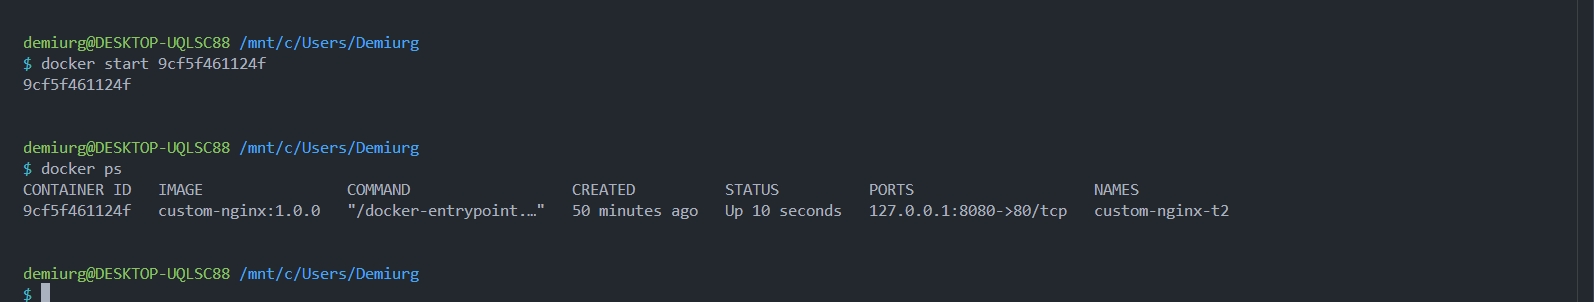 demiurg@DESKTOP-UQLSC88 /mnt/c/Users/Demiurg
$ docker start 9cf5f461124f
9cf5f461124f
demiurg@DESKTOP-UQLSC88 /mnt/c/Users/Demiurg
$ docker ps
CONTAINER ID   IMAGE                COMMAND                  CREATED          STATUS          PORTS                    NAMES
9cf5f461124f   custom-nginx:1.0.0   "/docker-entrypoint.…"   50 minutes ago   Up 10 seconds   127.0.0.1:8080->80/tcp   custom-nginx-t2
demiurg@DESKTOP-UQLSC88 /mnt/c/Users/Demiurg
$